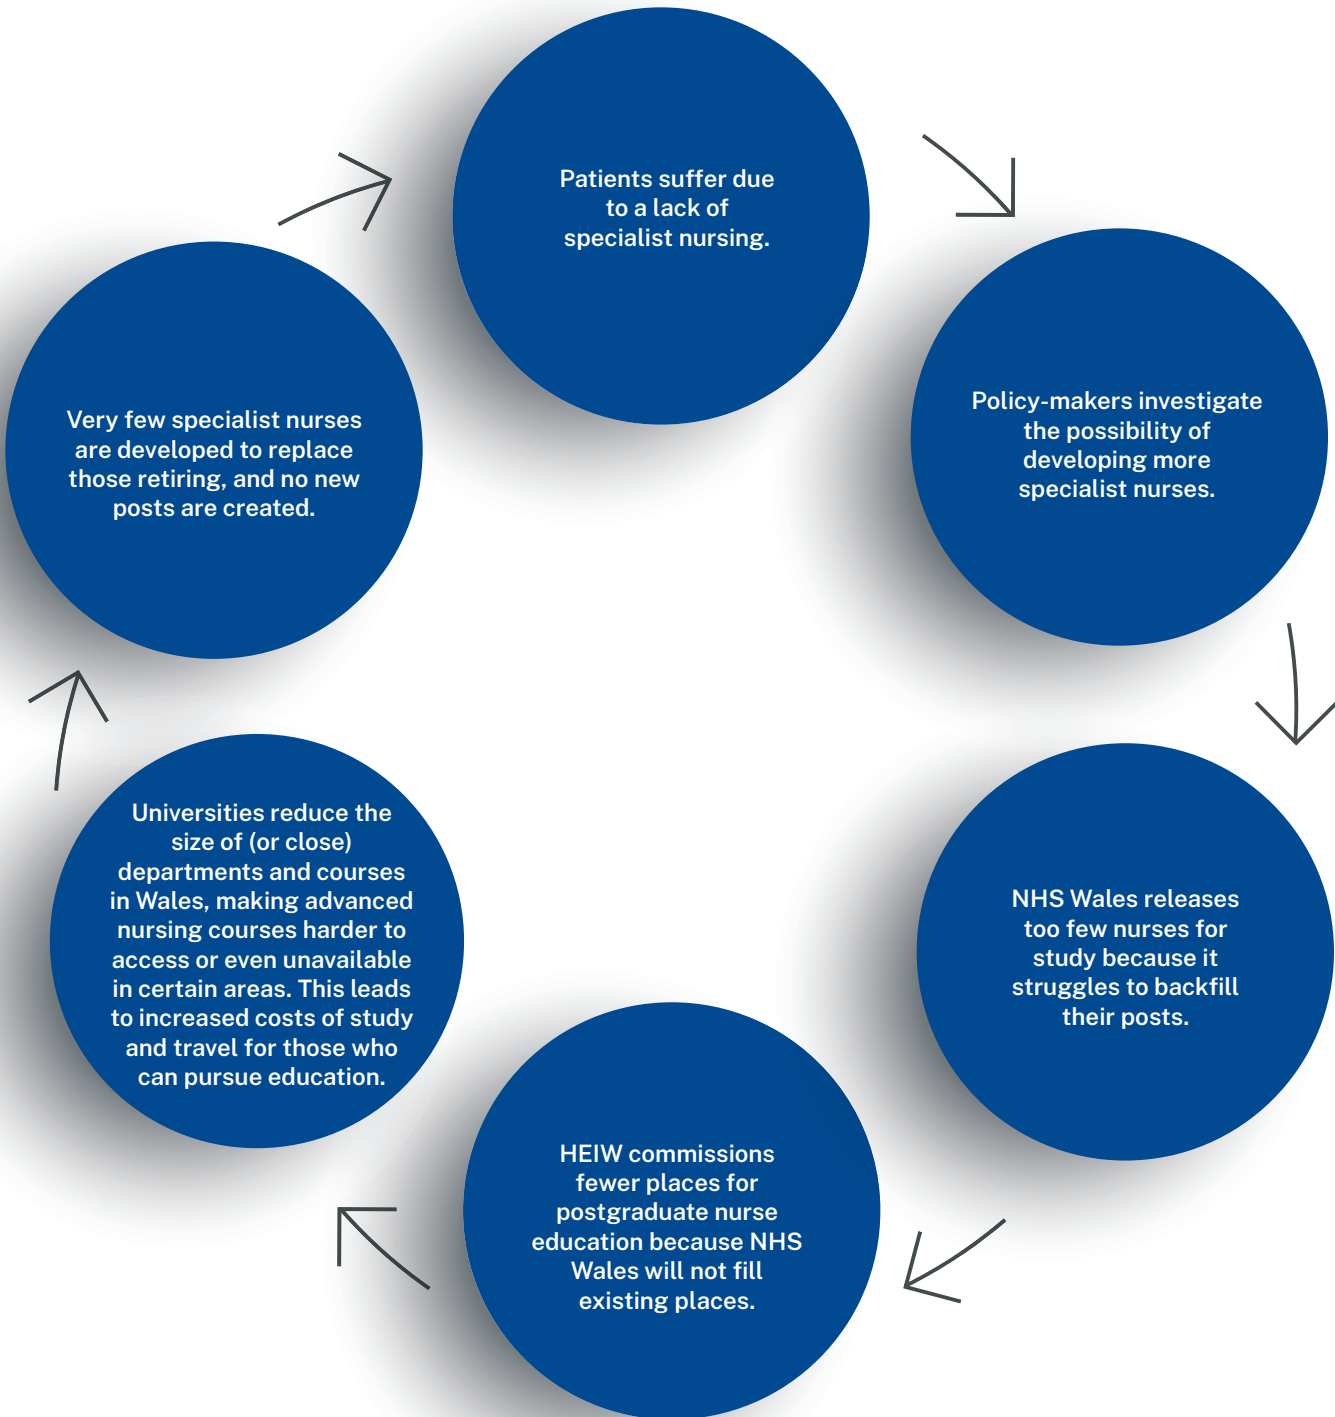 Patients suffer due
to a lack of
specialist nursing.
Policy-makers investigate
the possibility of
developing more
specialist nurses.
NHS Wales releases
too few nurses for
study because it
struggles to backfill
their posts.
HEIW commissions
fewer places for
postgraduate nurse
education because NHS
Wales will not fill
existing places.
Universities reduce the
size of (or close)
departments and courses
in Wales, making advanced
nursing courses harder to
access or even unavailable
in certain areas. This leads
to increased costs of study
and travel for those who
can pursue education.
Very few specialist nurses
are developed to replace
those retiring, and no new
posts are created.